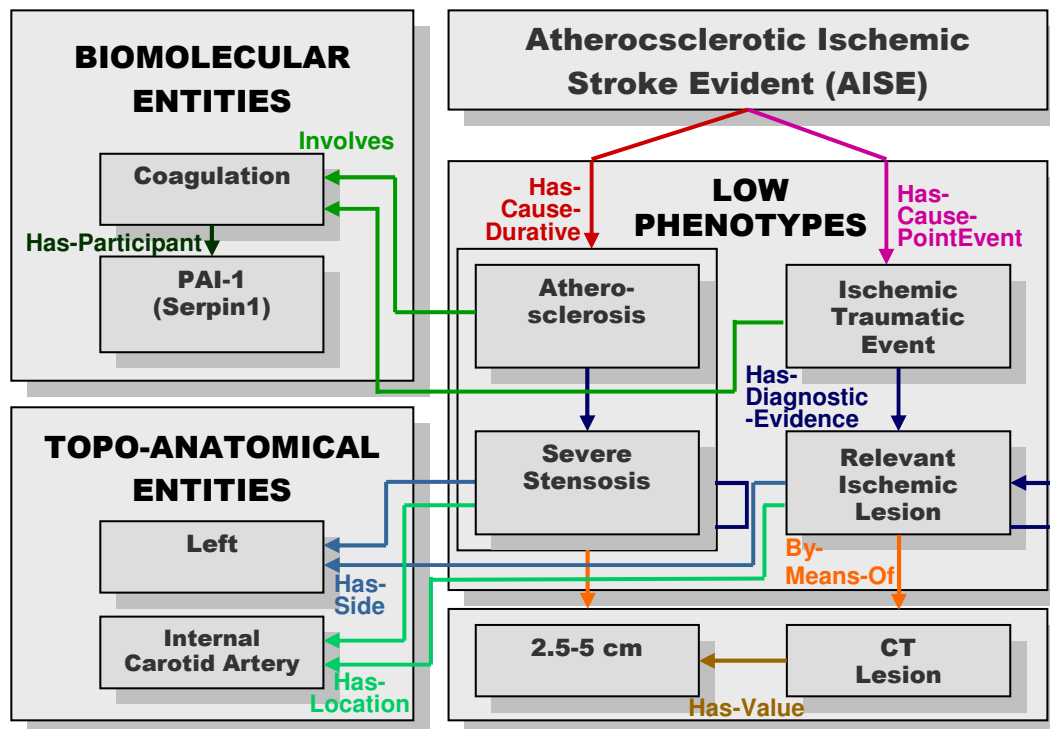 BIOMOLECULAR
ENTITIES
Involves
Coagulation
Has-Participant
PAI-1
(Serpin1)
Atherocsclerotic Ischemic
Stroke Evident (AISE)
LOW
PHENOTYPES
Has-
Cause-
Durative
Has-
Cause-
PointEvent
Athero-
sclerosis
Ischemic
Traumatic
Event
Has-
Diagnostic
-Evidence
Severe
Stensosis
Relevant
Ischemic
Lesion
By-
Means-Of
TOPO-ANATOMICAL
ENTITIES
Left
Has-
Side
Internal
Carotid Artery
Has-
Location
2.5-5 cm
CT
Lesion
Has-Value